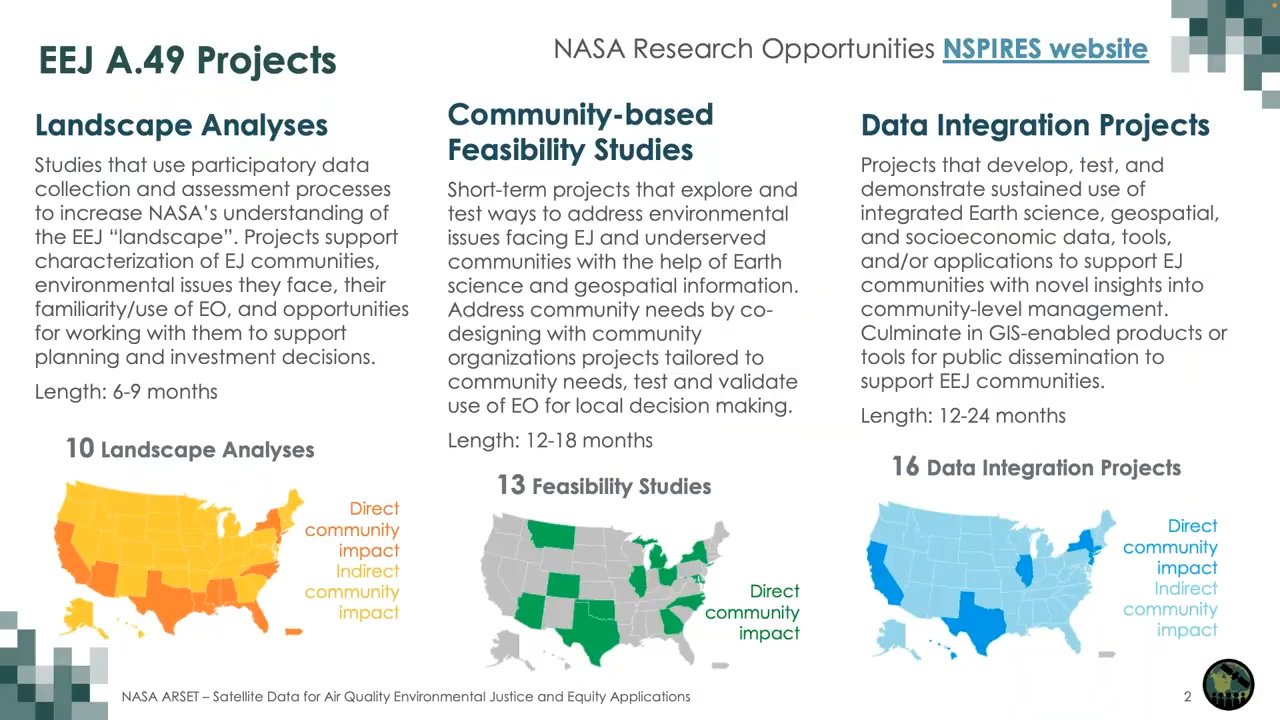 EEJ A.49 Projects
NASA Research Opportunities NSPIRES website
Landscape Analyses
Studies that use participatory data
collection and assessment processes
to increase NASA’s understanding of
the EEJ “landscape”. Projects support
characterization of EJ communities,
environmental issues they face, their
familiarity/use of EO, and opportunities
for working with them to support
planning and investment decisions.
Length: 6-9 months
10 Landscape Analyses
Direct
community
impact
Indirect
community
impact
Community-based
Feasibility Studies
Short-term projects that explore and
test ways to address environmental
issues facing EJ and underserved
communities with the help of Earth
science and geospatial information.
Address community needs by co-
designing with community
organizations projects tailored to
community needs, test and validate
use of EO for local decision making.
Length: 12-18 months
13 Feasibility Studies
Direct
community
impact
Data Integration Projects
Projects that develop, test, and
demonstrate sustained use of
integrated Earth science, geospatial,
and socioeconomic data, tools,
and/or applications to support EJ
communities with novel insights into
community-level management.
Culminate in GIS-enabled products or
tools for public dissemination to
support EEJ communities.
Length: 12-24 months
16 Data Integration Projects
Direct
community
impact
Indirect
community
impact
NASA ARSET – Satellite Data for Air Quality Environmental Justice and Equity Applications
2